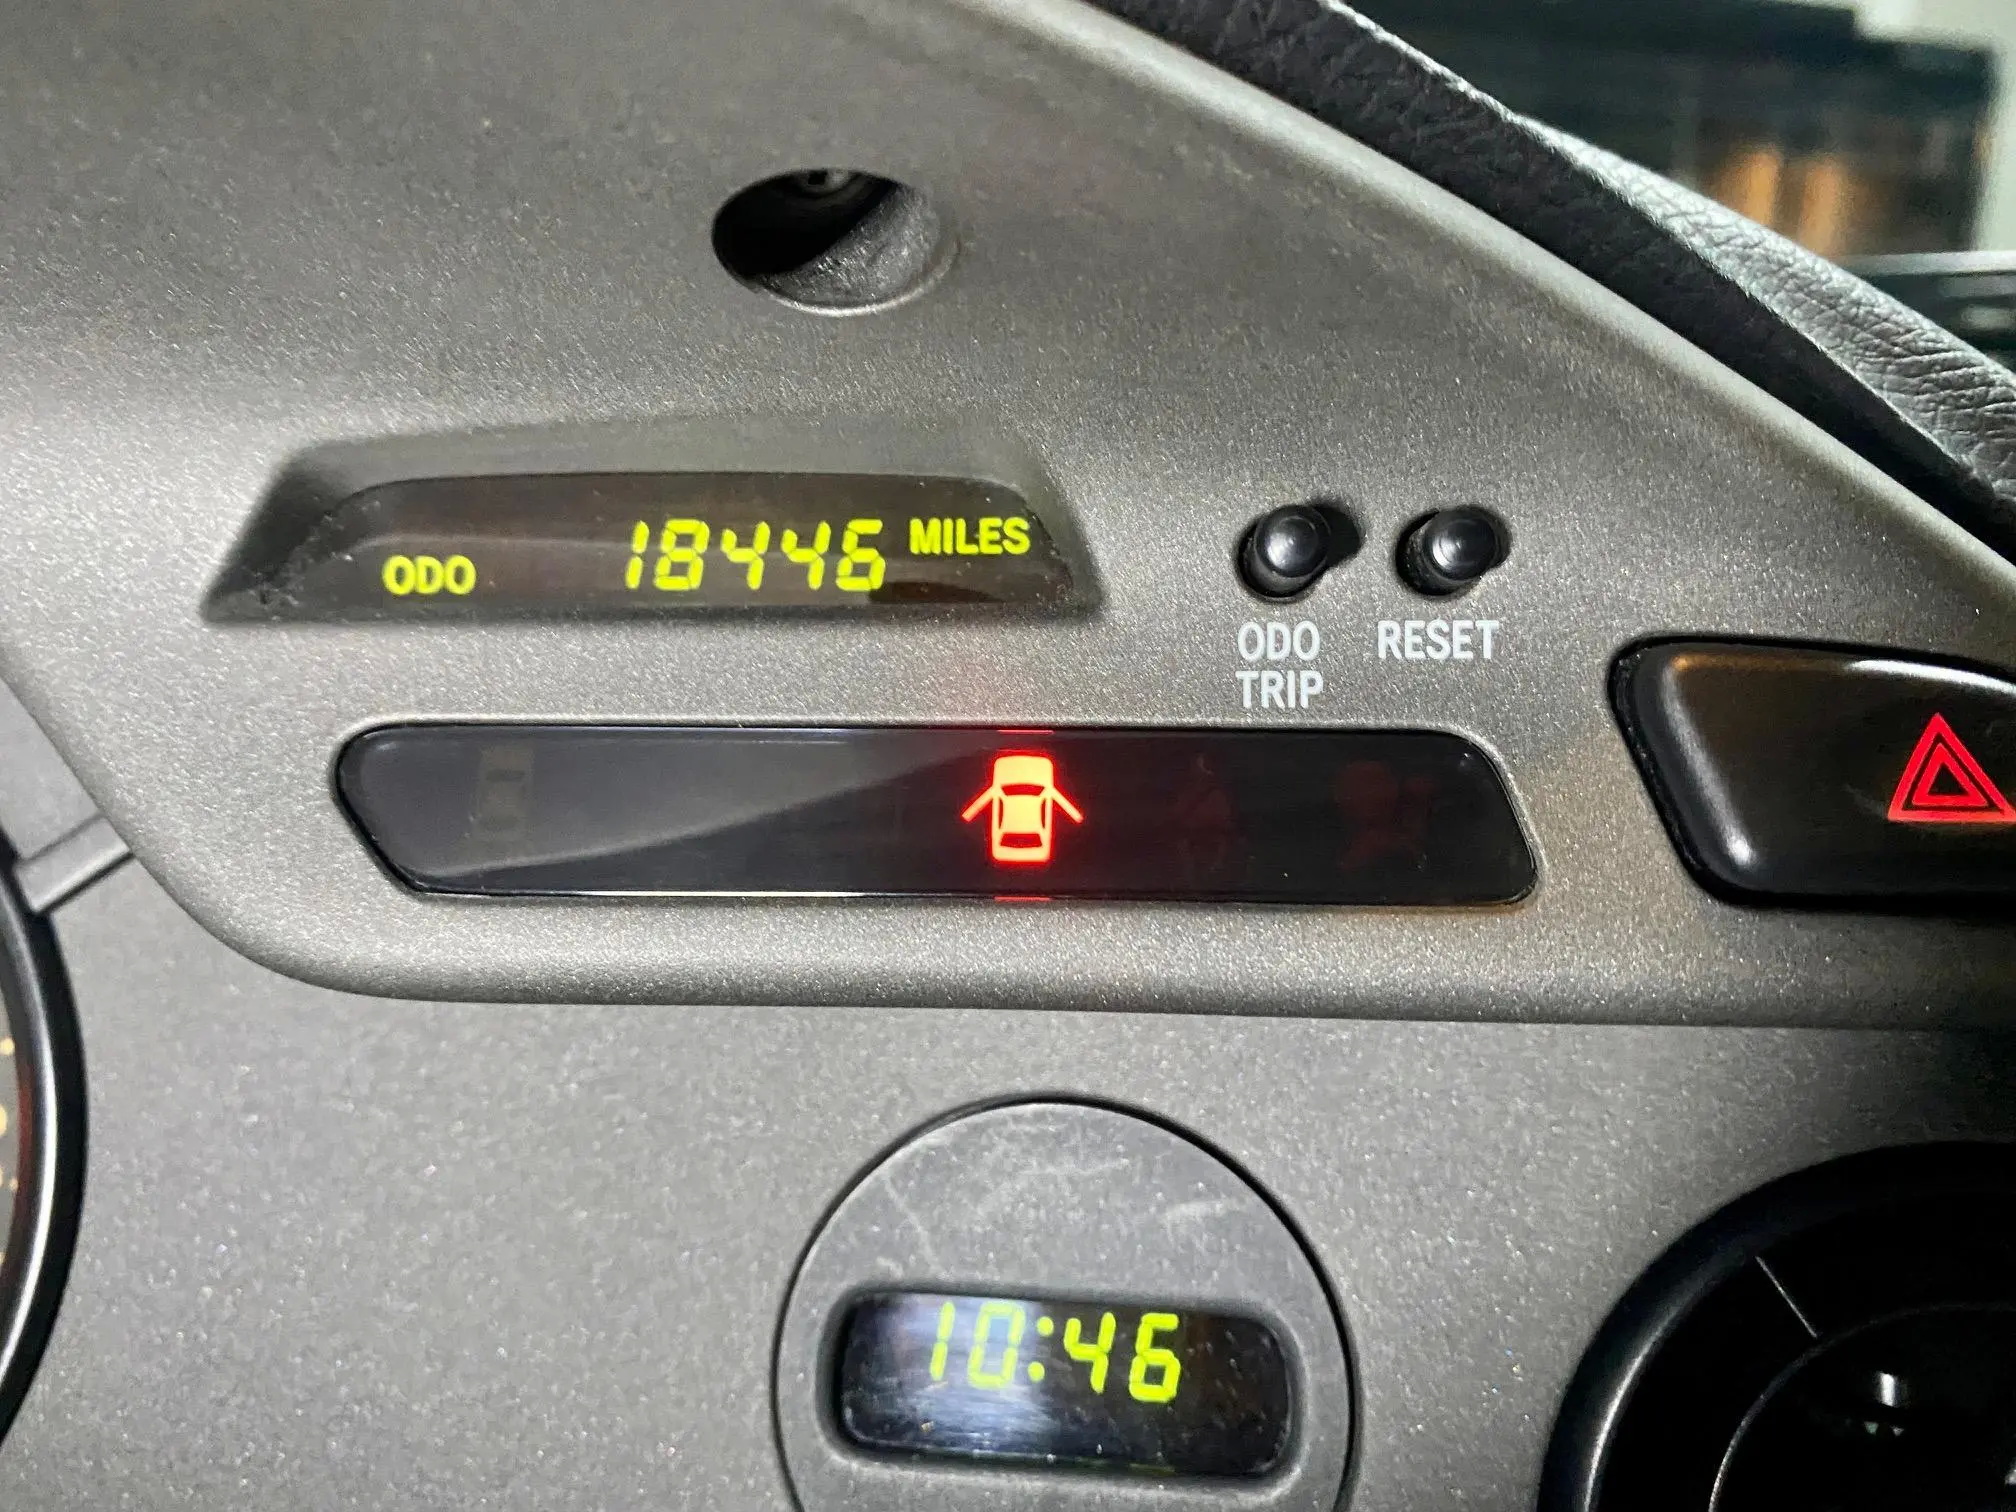 ODO 18446 MILES
ODO
TRIP
RESET
10:46